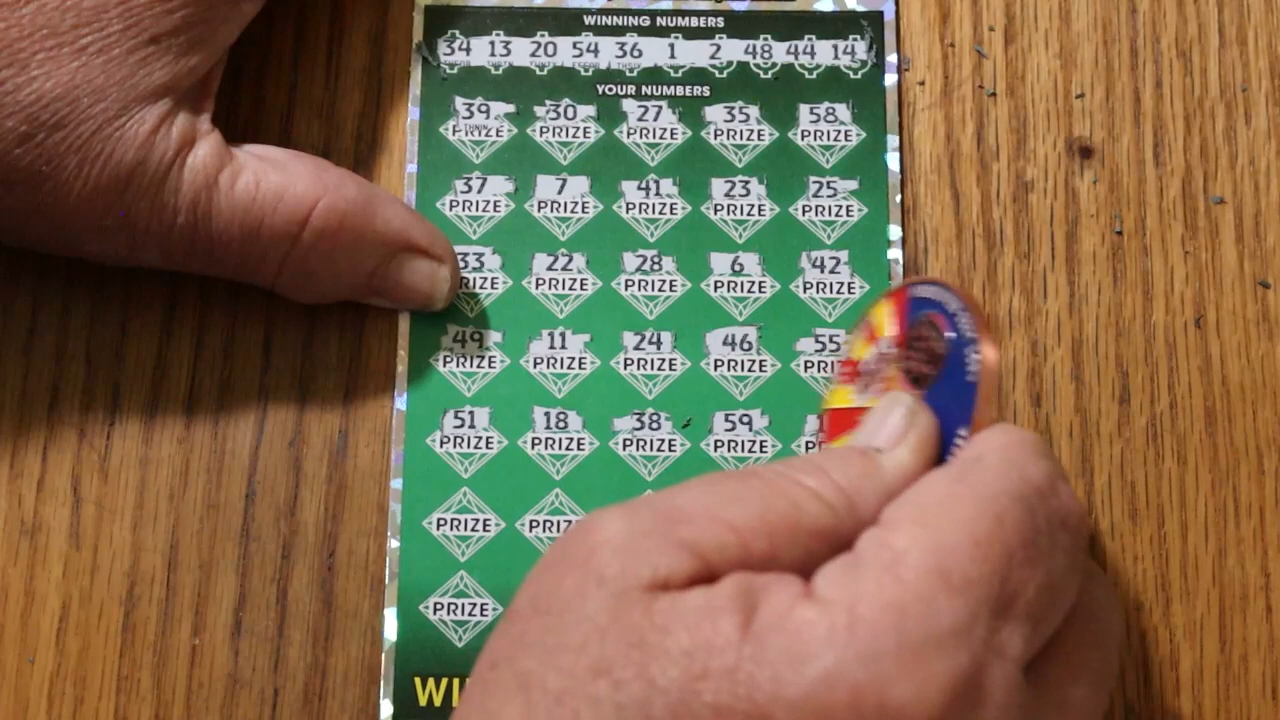 WINNING NUMBERS
34 13 20 54 36 1 2 48 44 14
YOUR NUMBERS
39 30 27 35 58
PRIZE PRIZE PRIZE PRIZE PRIZE
37 7 41 23 25
PRIZE PRIZE PRIZE PRIZE PRIZE
33 22 28 6 42
PRIZE PRIZE PRIZE PRIZE PRIZE
49 11 24 46 55
PRIZE PRIZE PRIZE PRIZE
51 18 38 59
PRIZE PRIZE PRIZE PRIZE
PRIZE PRIZE
PRIZE